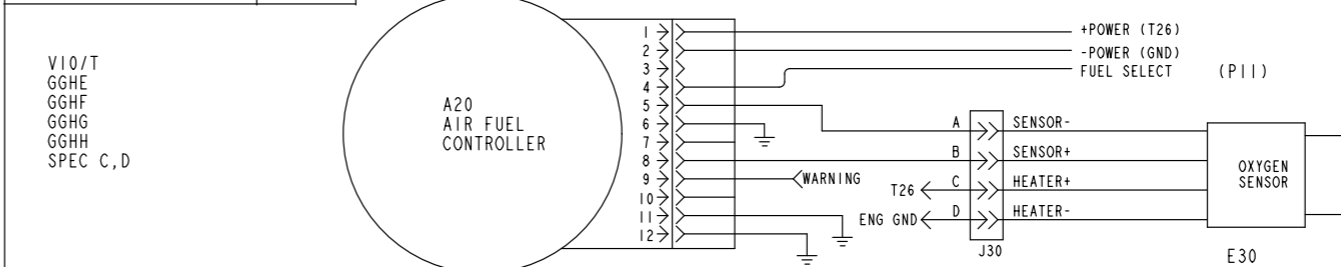 V10/T
GGHE
GGHF
GGHG
GGHH
SPEC C,D
A20
AIR FUEL
CONTROLLER
1
2
3
4
5
6
7
8
9
10
11
12
+POWER (T26)
-POWER (GND)
FUEL SELECT (P11)
WARNING
A SENSOR-
B SENSOR+
T26 C HEATER+
ENG GND D HEATER-
J30
OXYGEN
SENSOR
E30